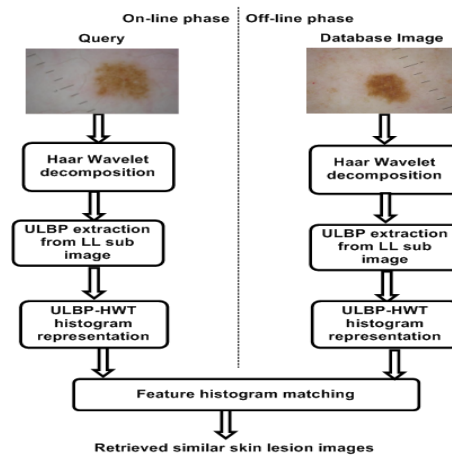 On-line phase
Off-line phase
Query
Database Image
Haar Wavelet
decomposition
Haar Wavelet
decomposition
ULBP extraction
from LL sub
image
ULBP extraction
from LL sub
image
ULBP-HWT
histogram
representation
ULBP-HWT
histogram
representation
Feature histogram matching
Retrieved similar skin lesion images